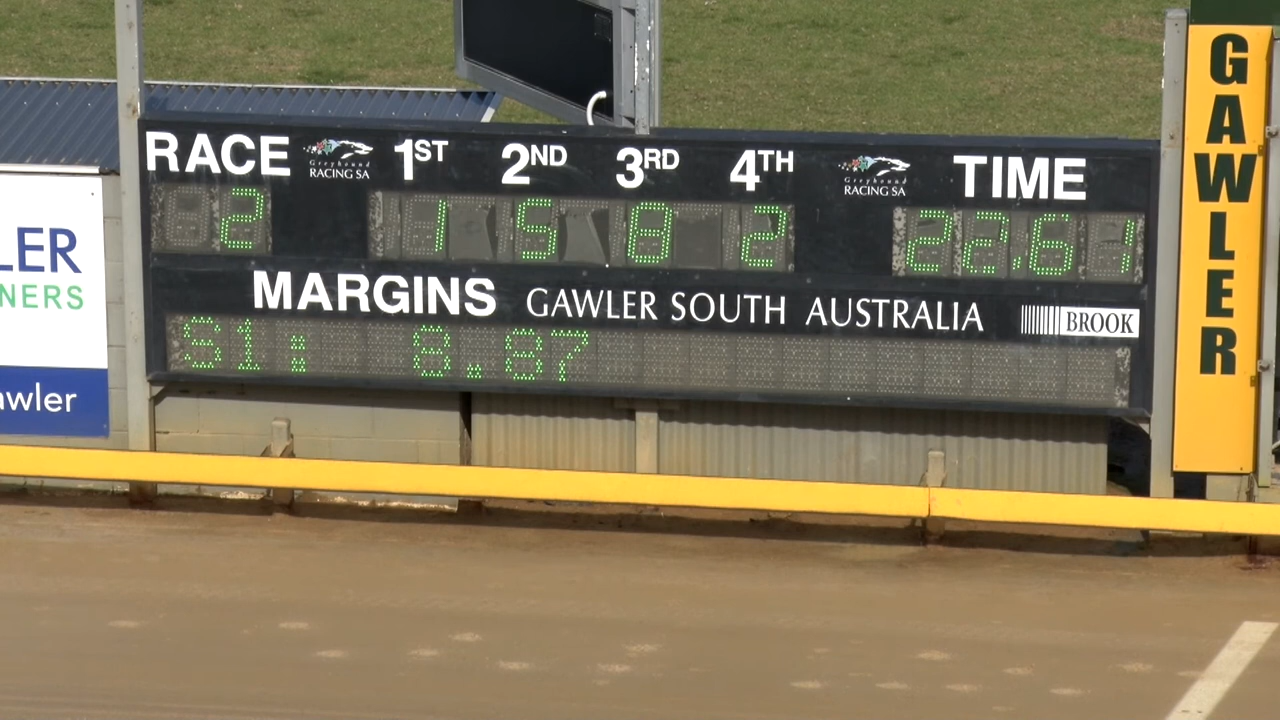 RACE Greyhound RACING SA 1ST 2ND 3RD 4TH Greyhound RACING SA TIME
2 1 5 8 2 22.61
MARGINS GAWLER SOUTH AUSTRALIA BROOK
S1: 8.87
LER
NERS
awler
GAWLER